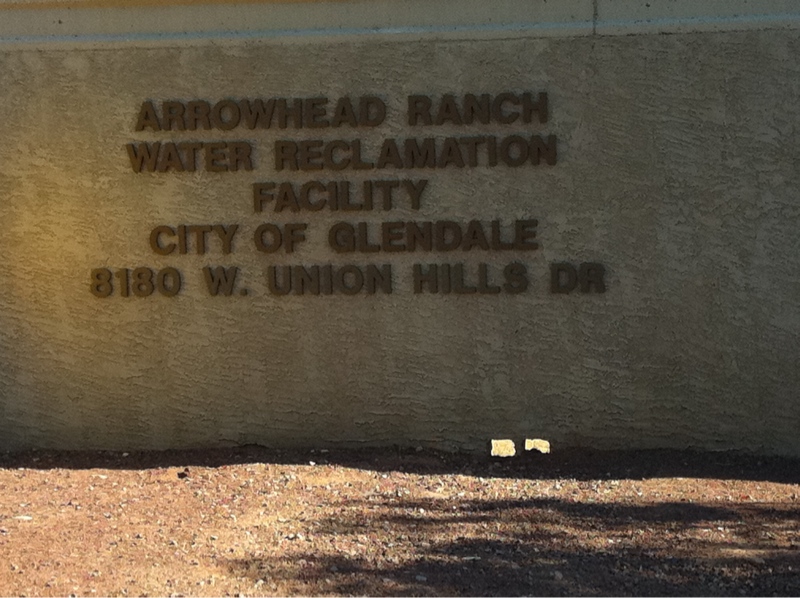 ARROWHEAD RANCH
WATER RECLAMATION
FACILITY
CITY OF GLENDALE
8180 W. UNION HILLS DR